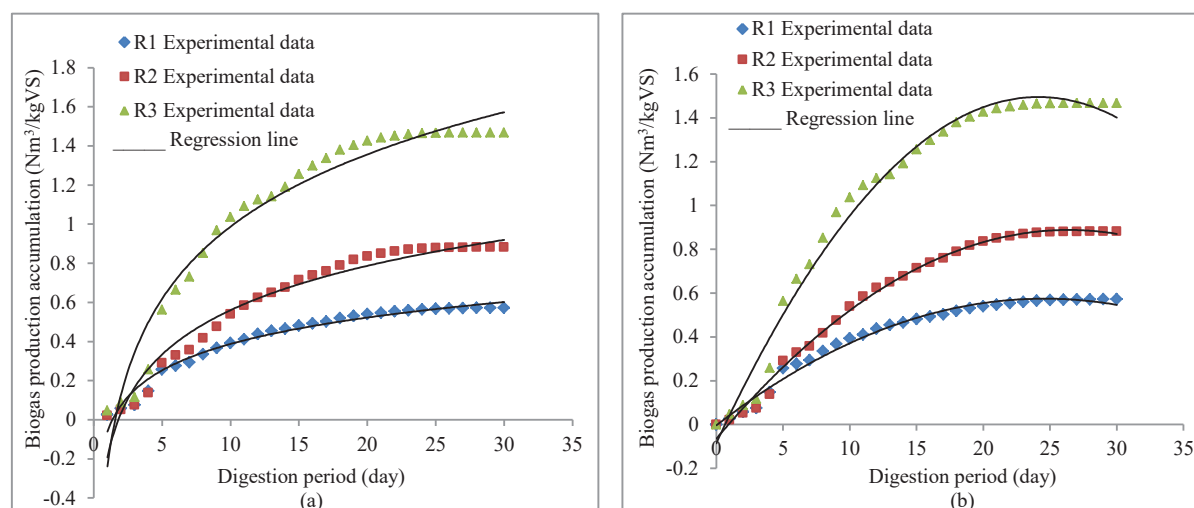 R1 Experimental data
R2 Experimental data
R3 Experimental data
Regression line
Biogas production accumulation (Nm³/kgVS)
1.8
1.6
1.4
1.2
1
0.8
0.6
0.4
0.2
0
-0.2
-0.4
0 5 10 15 20 25 30 35
Digestion period (day)
(a)
R1 Experimental data
R2 Experimental data
R3 Experimental data
Regression line
Biogas production accumulation (Nm³/kgVS)
1.6
1.4
1.2
1
0.8
0.6
0.4
0.2
0
-0.2
0 5 10 15 20 25 30 35
Digestion period (day)
(b)